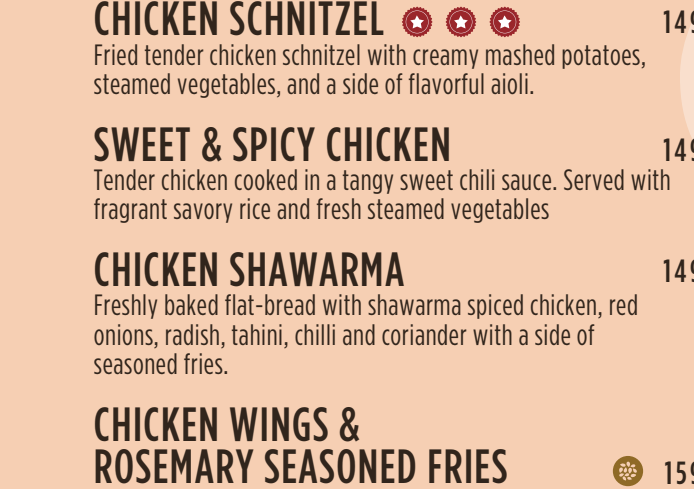 CHICKEN SCHNITZEL
Fried tender chicken schnitzel with creamy mashed potatoes,
steamed vegetables, and a side of flavorful aioli.
SWEET & SPICY CHICKEN
Tender chicken cooked in a tangy sweet chili sauce. Served with
fragrant savory rice and fresh steamed vegetables
CHICKEN SHAWARMA
Freshly baked flat-bread with shawarma spiced chicken, red
onions, radish, tahini, chilli and coriander with a side of
seasoned fries.
CHICKEN WINGS &
ROSEMARY SEASONED FRIES